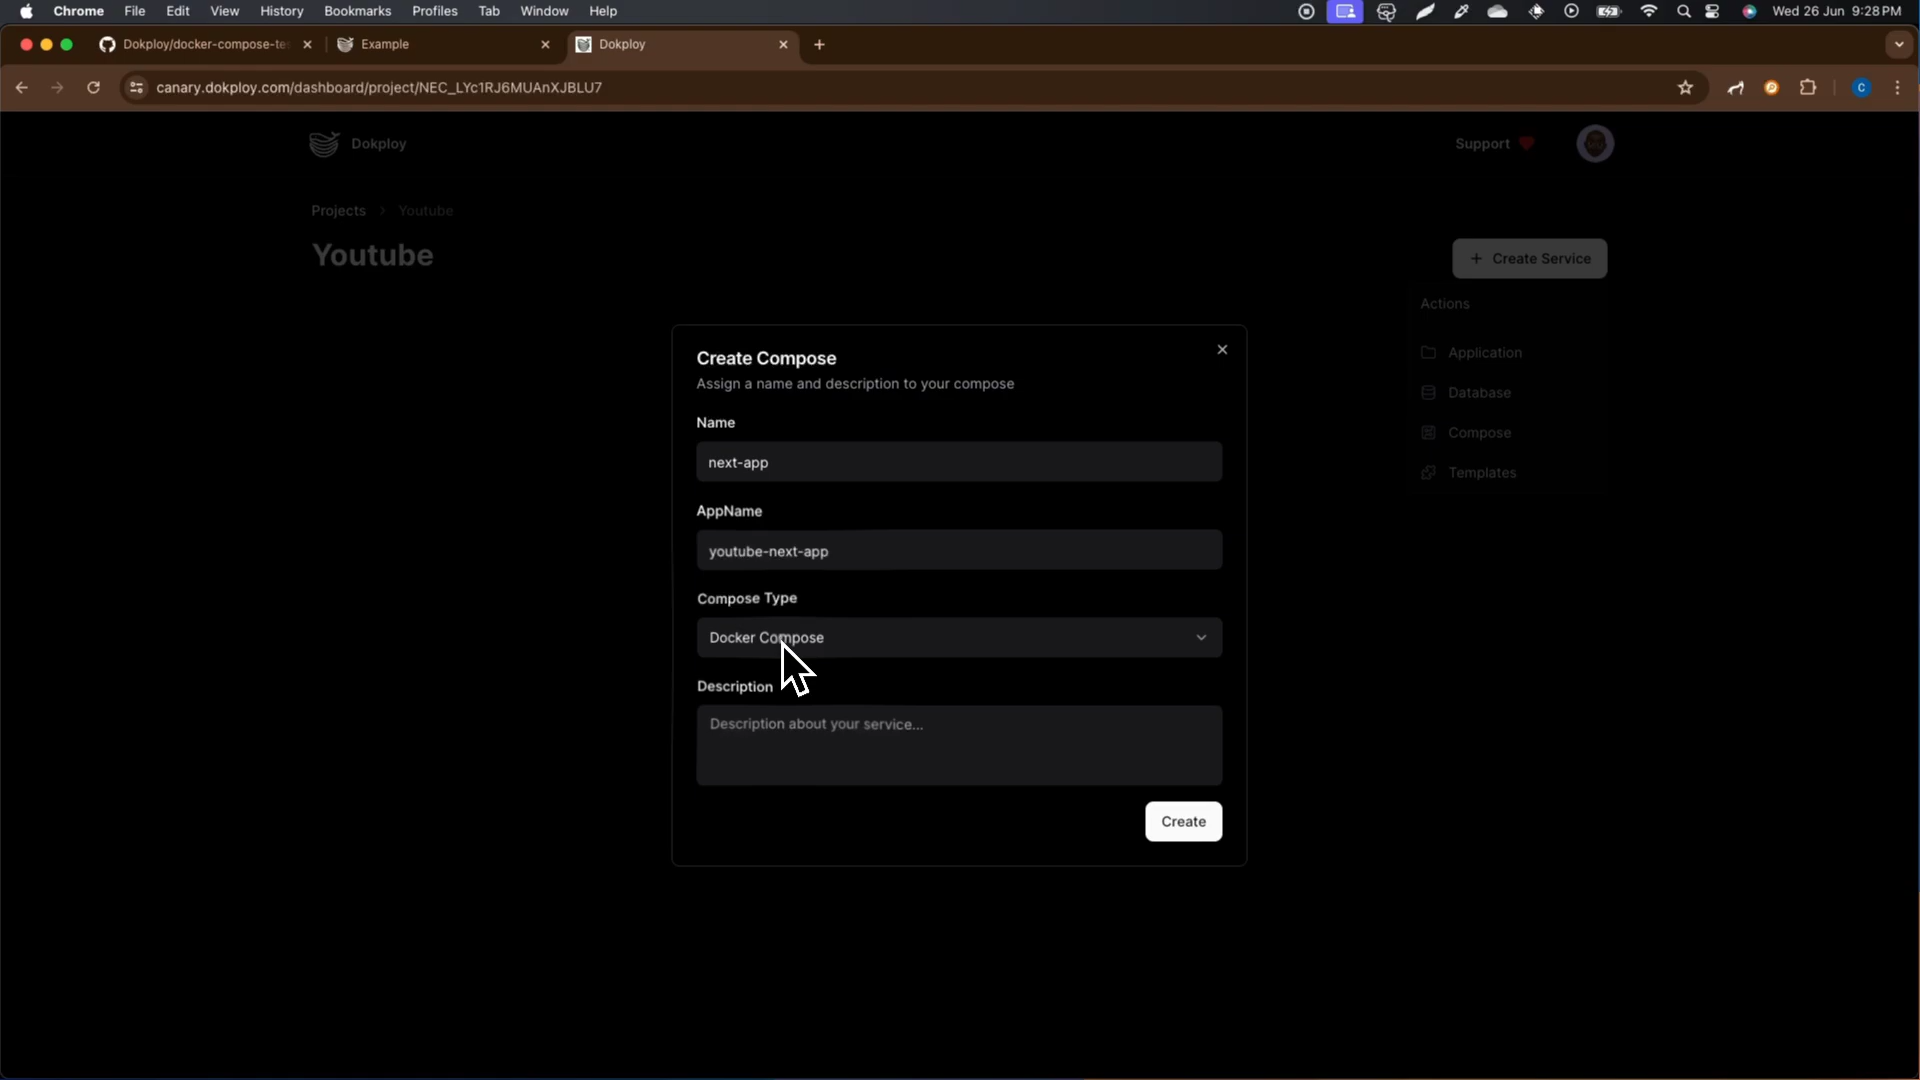 Chrome File Edit View History Bookmarks Profiles Tab Window Help Wed 26 Jun 9:28 PM
Dokploy/docker-compose-te Example Dokploy
canary.dokploy.com/dashboard/project/NEC_LYc1RJ6MUAnXJBLU7 C
Dokploy Support
Projects Youtube
Youtube
Create Service
Actions
Application
Database
Compose
Templates
Create Compose
Assign a name and description to your compose
Name
next-app
AppName
youtube-next-app
Compose Type
Docker Compose
Description
Description about your service...
Create